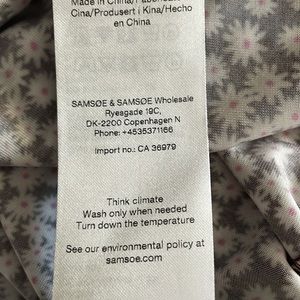 Made in China/Fabriceret
Cina/Produsert i Kina/Hecho
en China
SAMSØE & SAMSØE Wholesale
Ryesgade 19C,
DK-2200 Copenhagen N
Phone: +4535371166
Import no.: CA 36979
Think climate
Wash only when needed
Turn down the temperature
See our environmental policy at
samsoe.com